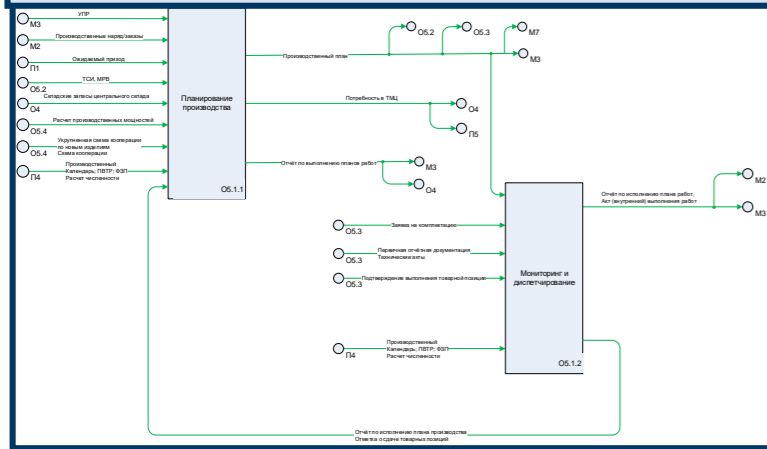 УПР
М3
Производственные наряд/заказы
М2
Ожидаемый приход
П1
ТСИ, МРВ
О5.2
Складские запасы центрального склада
О4
Расчет производственных мощностей
О5.4
Укрупненная схема кооперации
по новым изделиям
Схема кооперации
О5.4
Производственный
Календарь; ПВТР; ФЗП
Расчет численности
П4
Планирование
производства
О5.1.1
Производственный план
О5.2
О5.3
М7
М3
Потребность в ТМЦ
О4
П5
Отчёт по выполнению планов работ
М3
О4
Заявка на комплектацию
О5.3
Первичная отчётная документация
Технические акты
О5.3
Подтверждение выполнения товарной позиции
О5.3
Производственный
Календарь; ПВТР; ФЗП
Расчет численности
П4
Мониторинг и
диспетчирование
О5.1.2
Отчёт по исполнению плана работ,
Акт (внутренней) выполнения работ
М2
М3
Отчёт по исполнению плана производства
Отметка о сдаче товарных позиций